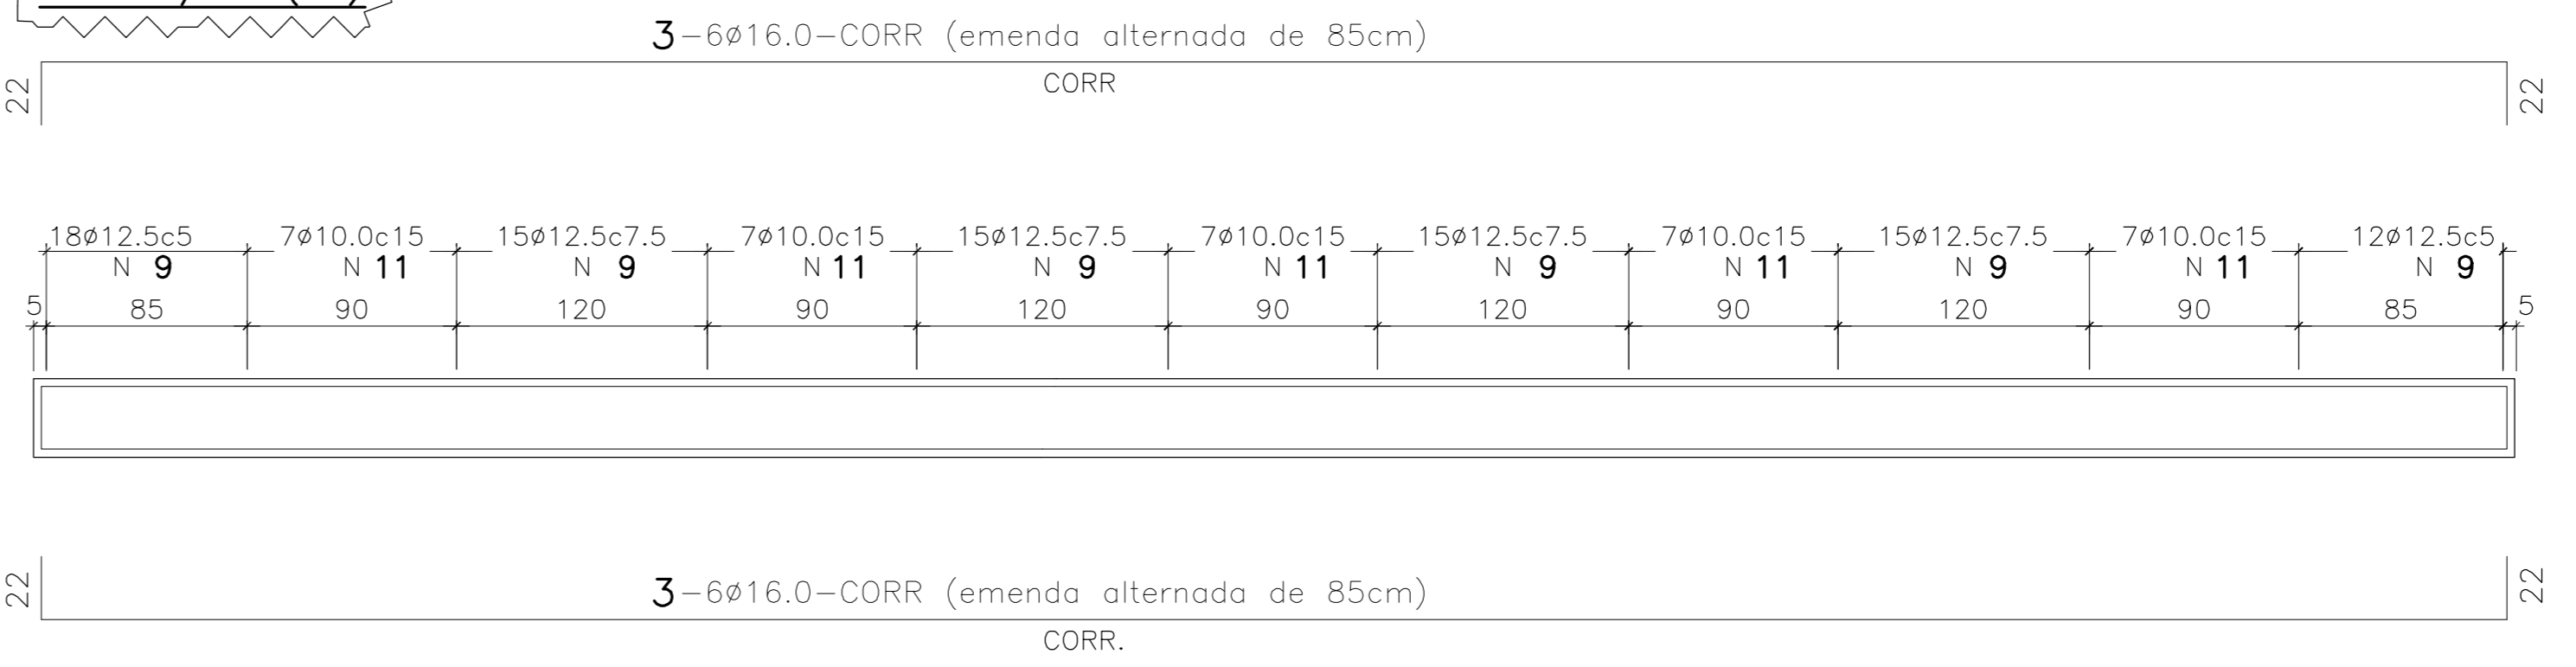 3-6ø16.0-CORR (emenda alternada de 85cm)
22 CORR 22
18ø12.5c5 7ø10.0c15 15ø12.5c7.5 7ø10.0c15 15ø12.5c7.5 7ø10.0c15 15ø12.5c7.5 7ø10.0c15 15ø12.5c7.5 7ø10.0c15 12ø12.5c5
N 9 N 11 N 9 N 11 N 9 N 11 N 9 N 11 N 9 N 11 N 9
5 85 90 120 90 120 90 120 90 120 90 85 5
22 3-6ø16.0-CORR (emenda alternada de 85cm) 22
CORR.